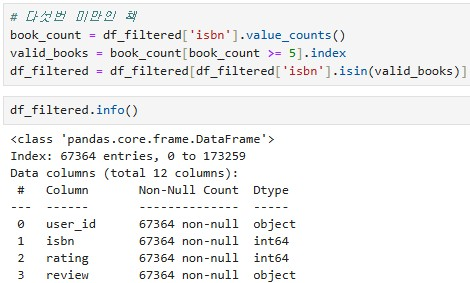 # 다섯번 미만인 책
book_count = df_filtered['isbn'].value_counts()
valid_books = book_count[book_count >= 5].index
df_filtered = df_filtered[df_filtered['isbn'].isin(valid_books)]
df_filtered.info()
<class 'pandas.core.frame.DataFrame'>
Index: 67364 entries, 0 to 173259
Data columns (total 12 columns):
 #   Column       Non-Null Count  Dtype
---  ------       --------------  -----
 0   user_id      67364 non-null  object
 1   isbn         67364 non-null  int64
 2   rating       67364 non-null  int64
 3   review       67364 non-null  object